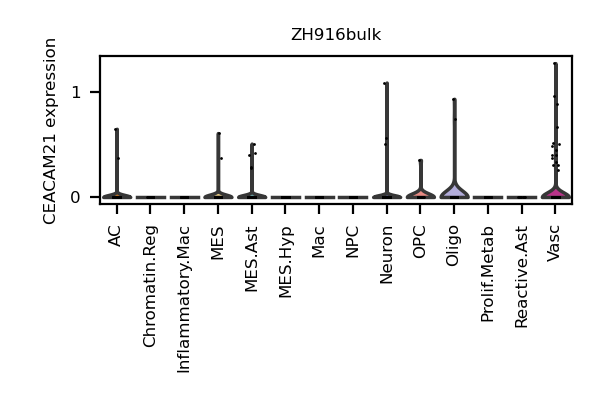 ZH916bulk
CEACAM21 expression
1
0
AC
Chromatin.Reg
Inflammatory.Mac
MES
MES.Ast
MES.Hyp
Mac
NPC
Neuron
OPC
Oligo
Prolif.Metab
Reactive.Ast
Vasc